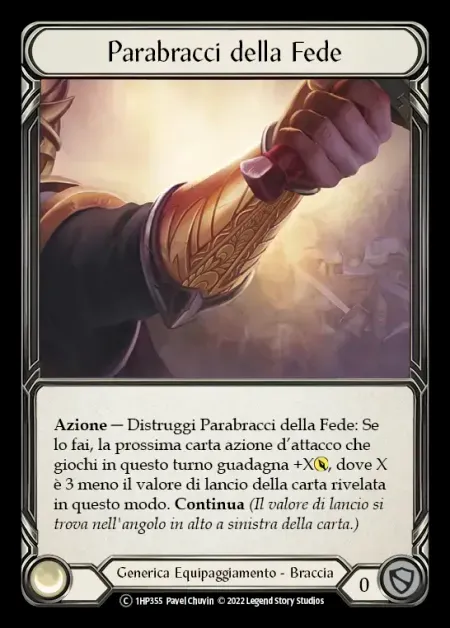 Parabracci della Fede
Azione — Distruggi Parabracci della Fede: Se
lo fai, la prossima carta azione d'attacco che
giochi in questo turno guadagna +X, dove X
è 3 meno il valore di lancio della carta rivelata
in questo modo. Continua (Il valore di lancio si
trova nell'angolo in alto a sinistra della carta.)
Generica Equipaggiamento - Braccia
0
C 1HP355 Pavel Chuvin © 2022 Legend Story Studios